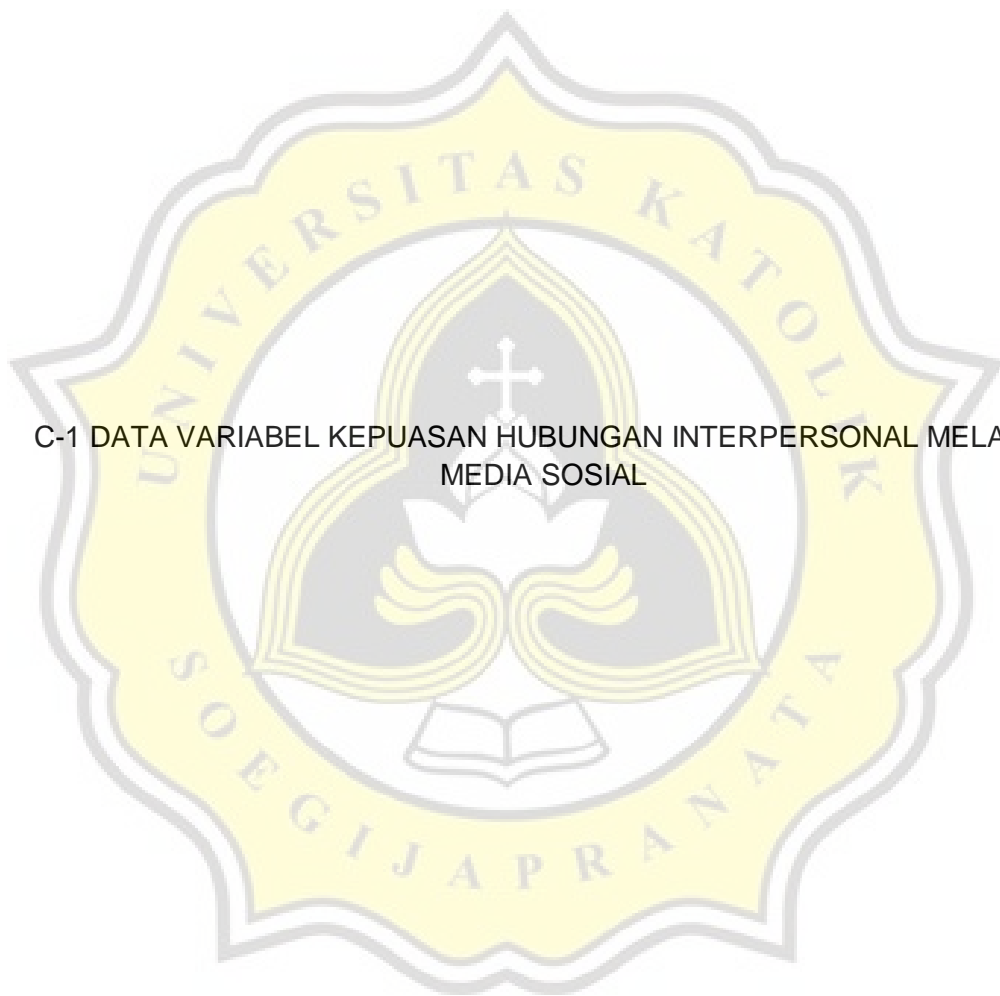 UNIVERSITAS KATOLIK
C-1 DATA VARIABEL KEPUASAN HUBUNGAN INTERPERSONAL MELA
MEDIA SOSIAL
SOEGIJAPRANATA